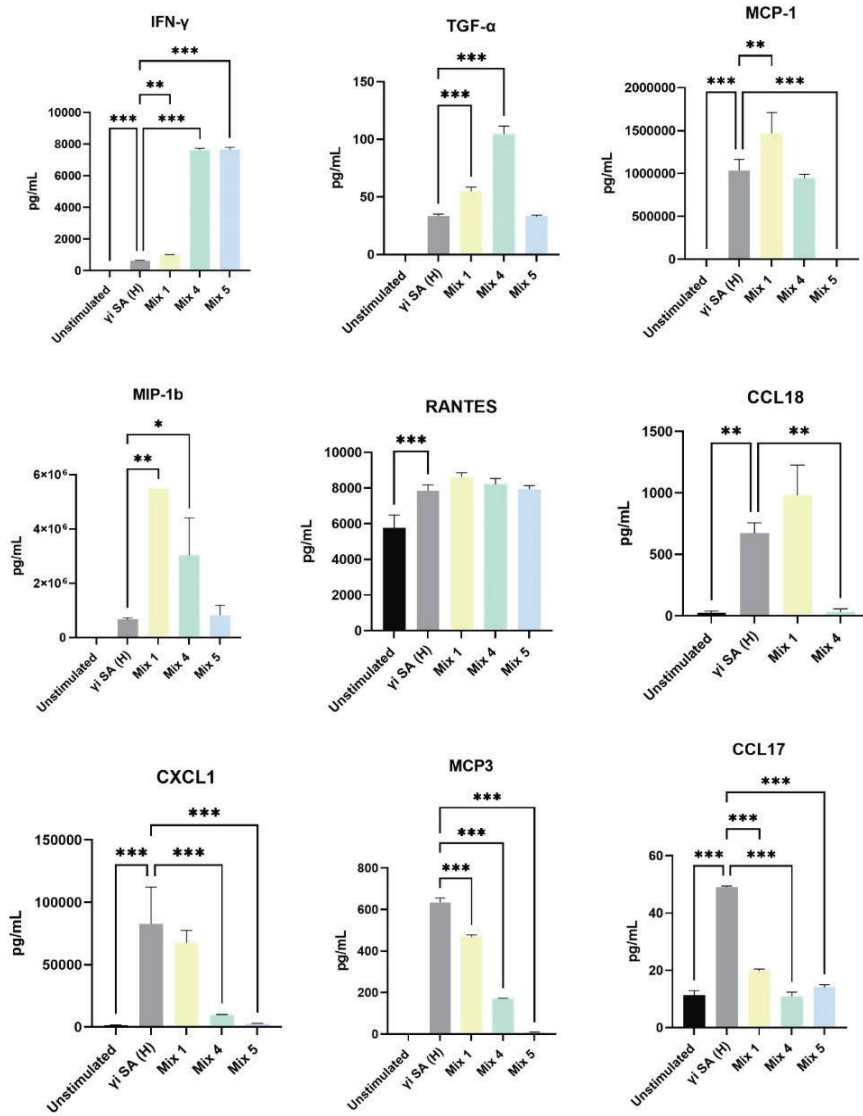 IFN-γ
***
**
***
***
10000
8000
6000
4000
2000
0
pg/mL
Unstimulated
γi SA (H)
Mix 1
Mix 4
Mix 5
TGF-α
***
***
150
100
50
0
pg/mL
Unstimulated
γi SA (H)
Mix 1
Mix 4
Mix 5
MCP-1
**
***
***
2000000
1500000
1000000
500000
0
pg/mL
Unstimulated
γi SA (H)
Mix 1
Mix 4
Mix 5
MIP-1b
*
**
6×10⁶
4×10⁶
2×10⁶
0
pg/mL
Unstimulated
γi SA (H)
Mix 1
Mix 4
Mix 5
RANTES
***
10000
8000
6000
4000
2000
0
pg/mL
Unstimulated
γi SA (H)
Mix 1
Mix 4
Mix 5
CCL18
**
**
1500
1000
500
0
pg/mL
Unstimulated
γi SA (H)
Mix 1
Mix 4
CXCL1
***
***
***
150000
100000
50000
0
pg/mL
Unstimulated
γi SA (H)
Mix 1
Mix 4
Mix 5
MCP3
***
***
***
800
600
400
200
0
pg/mL
Unstimulated
γi SA (H)
Mix 1
Mix 4
Mix 5
CCL17
***
***
***
***
60
40
20
0
pg/mL
Unstimulated
γi SA (H)
Mix 1
Mix 4
Mix 5